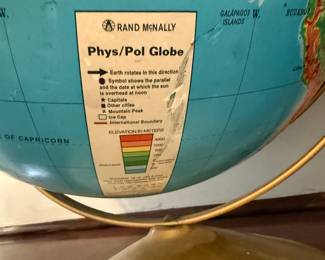 RAND McNALLY
Phys/Pol Globe
Earth rotates in this direction
Symbol shows the parallel
and the date at which the sun
is overhead at noon
Capitals
Other cities
Mountain Peak
Ice Cap
International Boundary
ELEVATION IN METERS
GALÁPAGOS W.
ISLANDS
ECUADO
W.
OF CAPRICORN